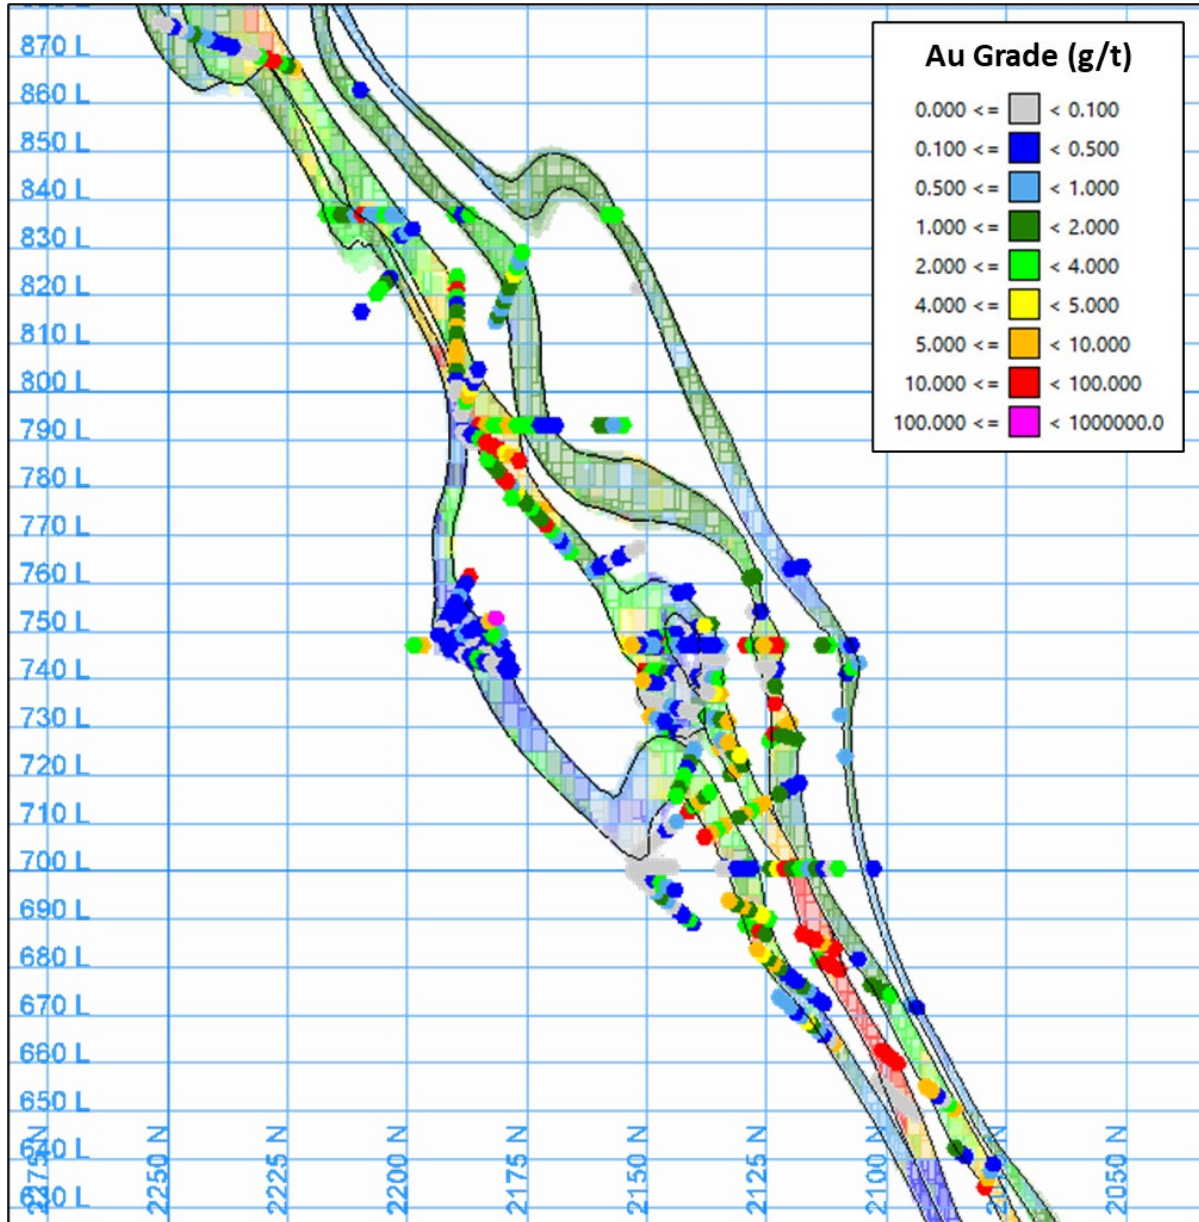 870 L
860 L
850 L
840 L
830 L
820 L
810 L
800 L
790 L
780 L
770 L
760 L
750 L
740 L
730 L
720 L
710 L
700 L
690 L
680 L
670 L
660 L
650 L
640 L
630 L
2275 N
2250 N
2225 N
2200 N
2175 N
2150 N
2125 N
2100 N
2075 N
2050 N
Au Grade (g/t)
0.000 <= < 0.100
0.100 <= < 0.500
0.500 <= < 1.000
1.000 <= < 2.000
2.000 <= < 4.000
4.000 <= < 5.000
5.000 <= < 10.000
10.000 <= < 100.000
100.000 <= < 1000000.0